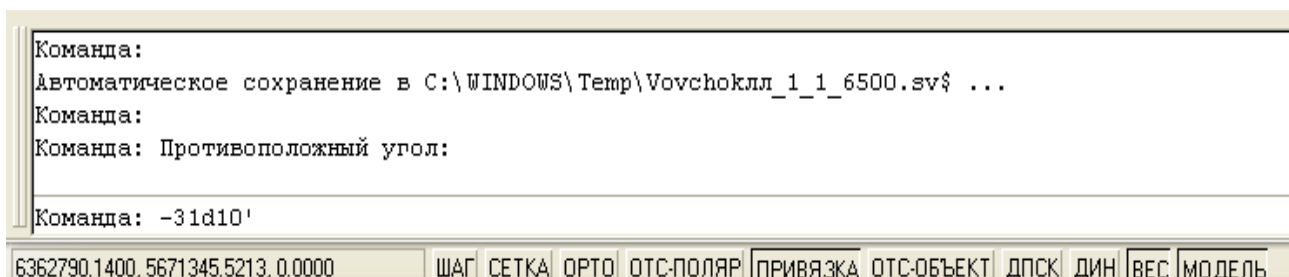 Команда:
Автоматическое сохранение в C:\WINDOWS\Temp\Vovchokлл_1_1_6500.sv$ ...
Команда:
Команда: Противоположный угол:
Команда: -31d10'
6362790.1400, 5671345.5213, 0.0000 ШАГ СЕТКА ОРТО ОТС-ПОЛЯР ПРИВЯЗКА ОТС-ОБЪЕКТ ДПСК ДИН ВЕС МОДЕЛЬ